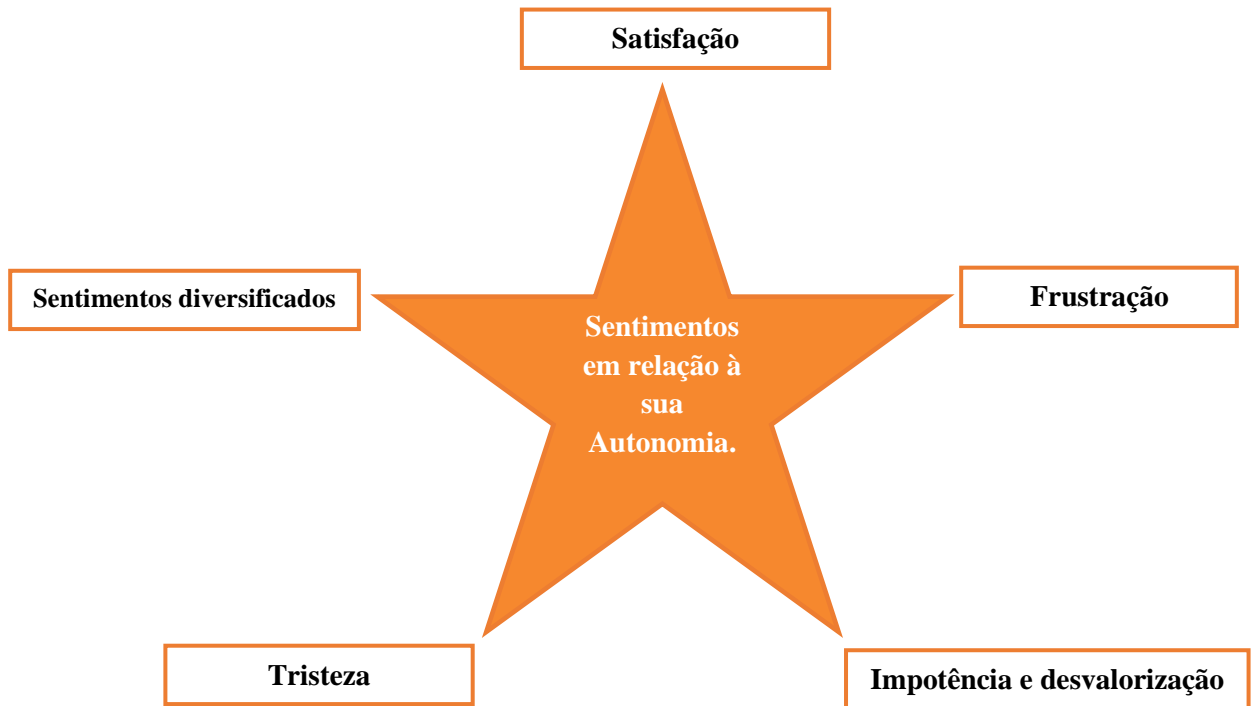 Satisfação
Sentimentos diversificados
Frustração
Sentimentos
em relação à
sua
Autonomia.
Tristeza
Impotência e desvalorização